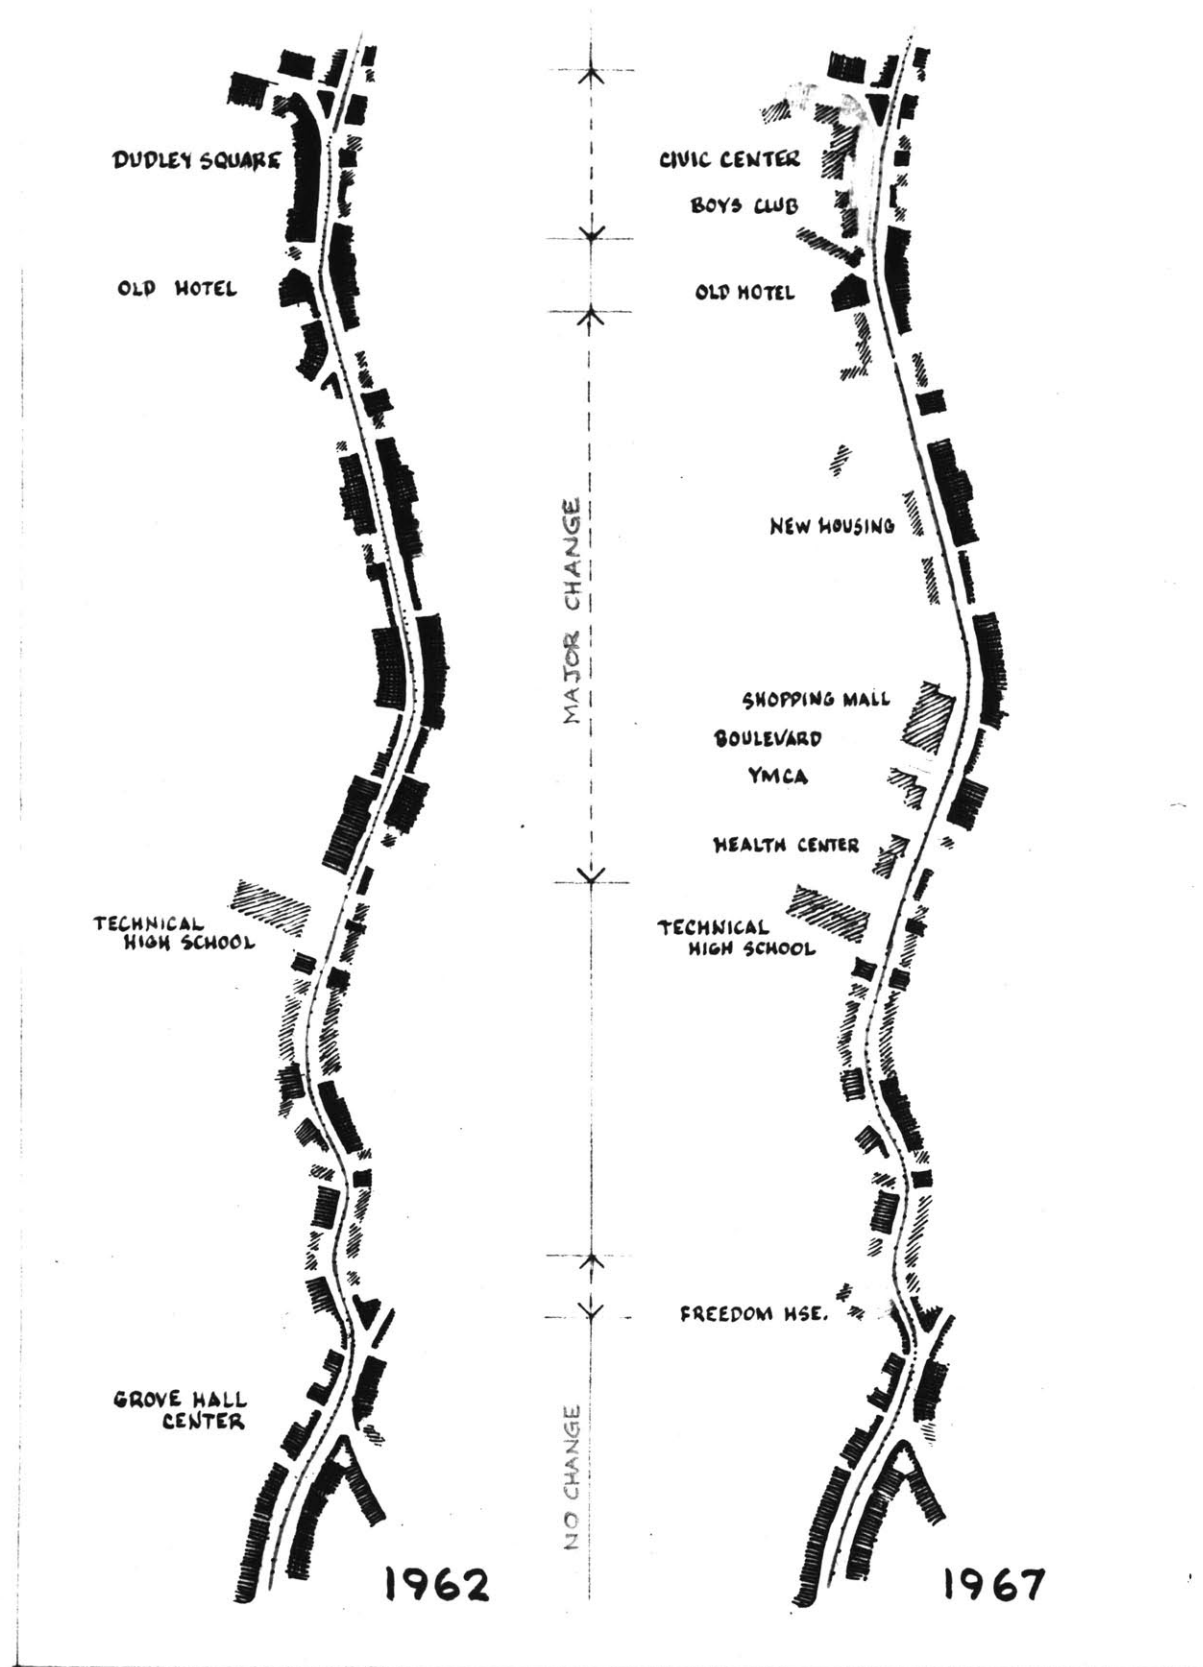 DUDLEY SQUARE
OLD HOTEL
TECHNICAL
HIGH SCHOOL
GROVE HALL
CENTER
1962
MAJOR CHANGE
NO CHANGE
CIVIC CENTER
BOYS CLUB
OLD HOTEL
NEW HOUSING
SHOPPING MALL
BOULEVARD
YMCA
HEALTH CENTER
TECHNICAL
HIGH SCHOOL
FREEDOM HSE.
1967